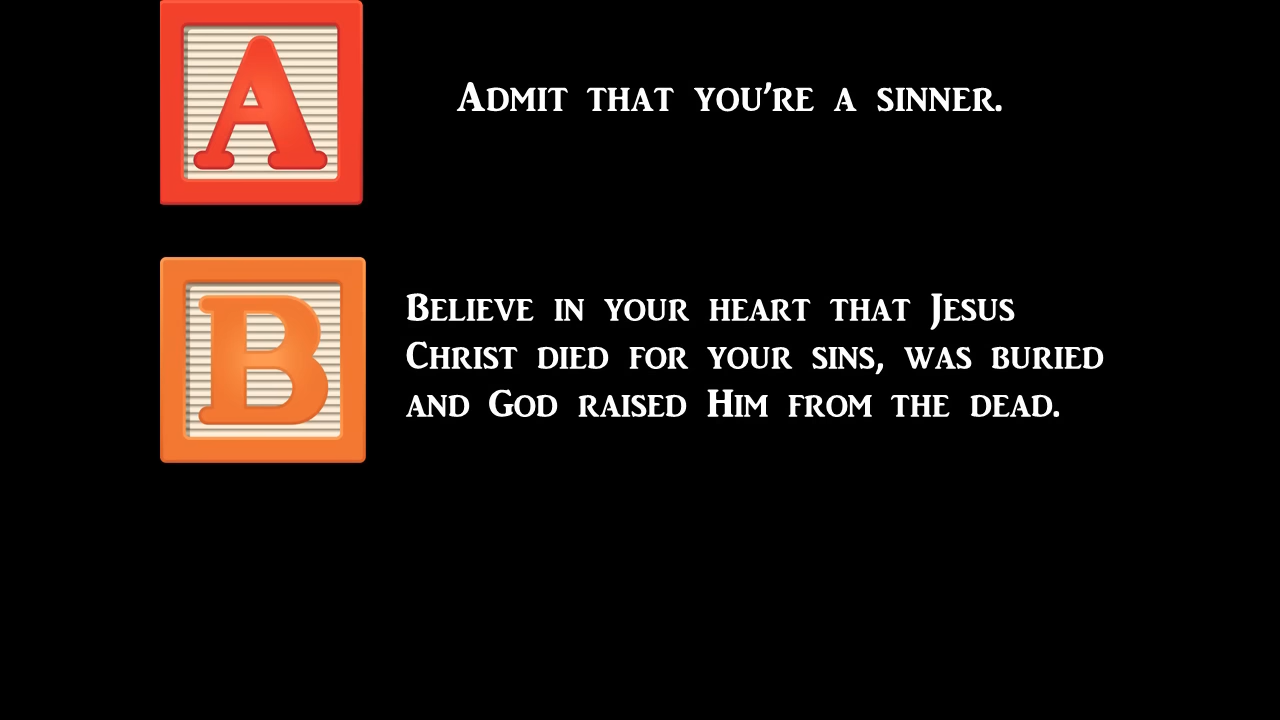 A
Admit that you're a sinner.
B
Believe in your heart that Jesus
Christ died for your sins, was buried
and God raised Him from the dead.